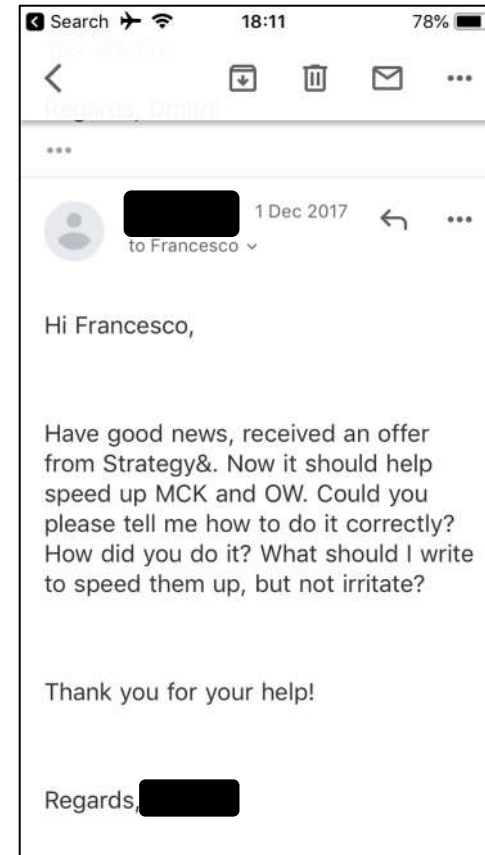 Search 18:11 78%
Regards, Dmitrii
1 Dec 2017
to Francesco
Hi Francesco,
Have good news, received an offer
from Strategy&. Now it should help
speed up MCK and OW. Could you
please tell me how to do it correctly?
How did you do it? What should I write
to speed them up, but not irritate?
Thank you for your help!
Regards,